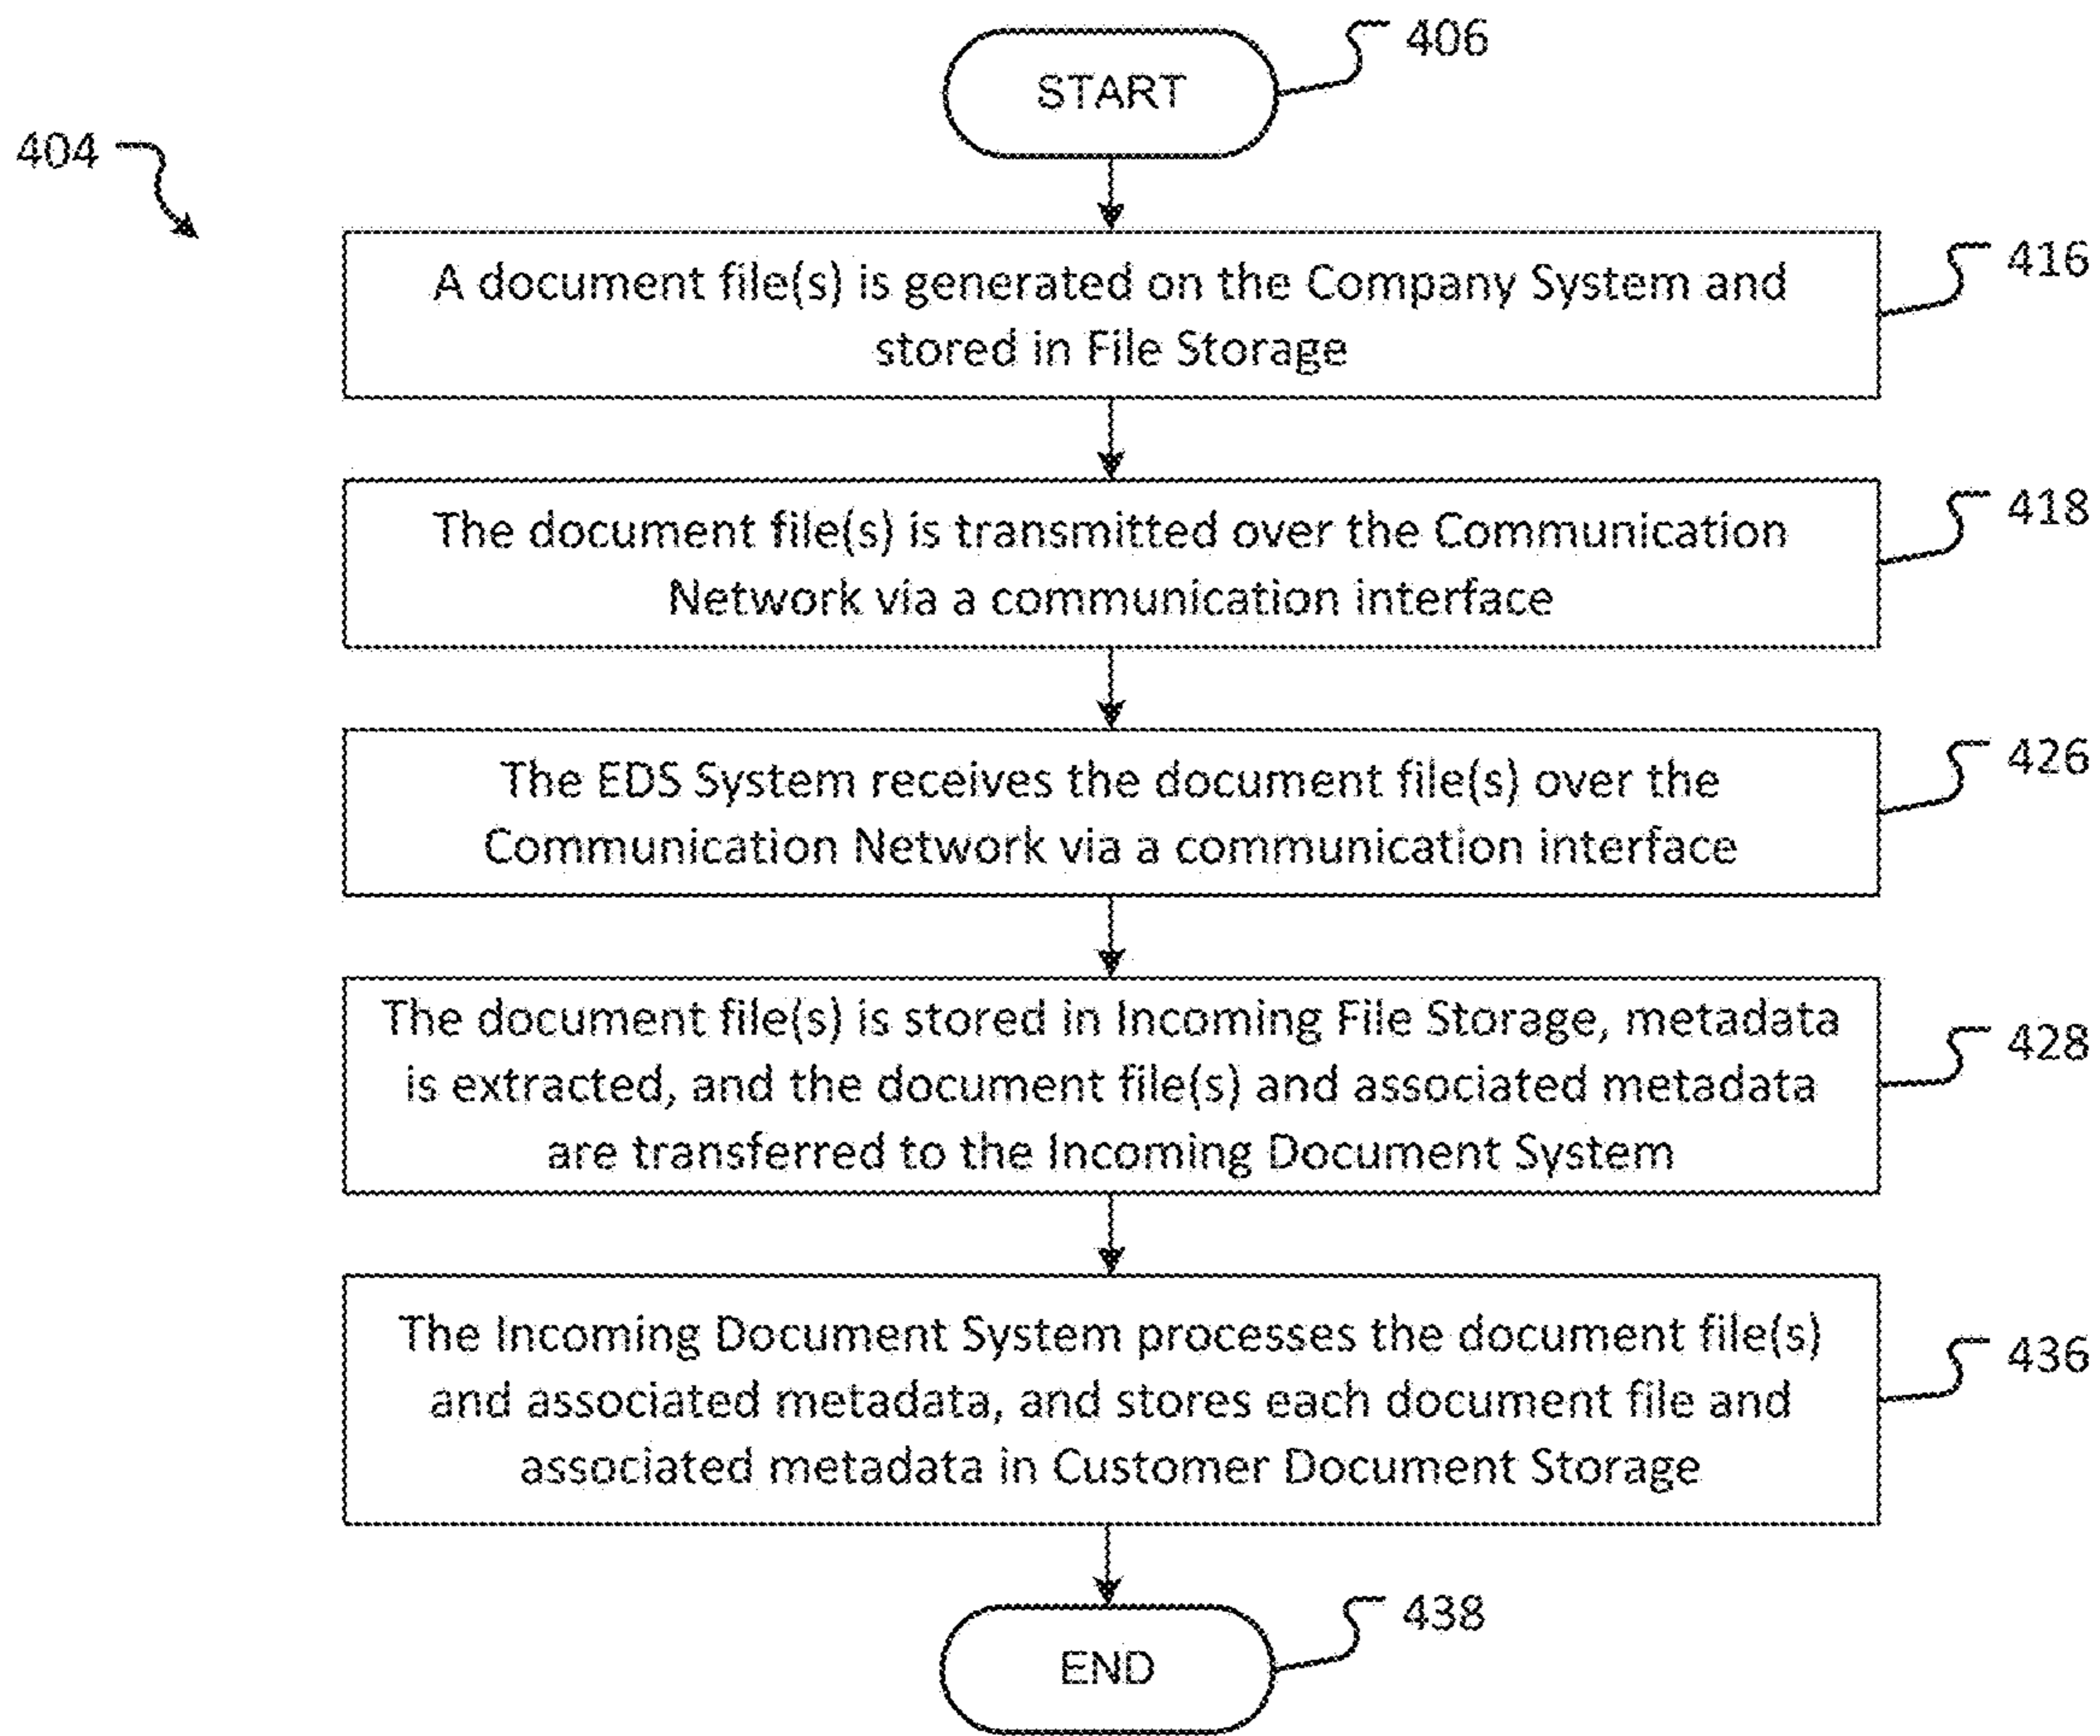 START
406
404
A document file(s) is generated on the Company System and
stored in File Storage
416
The document file(s) is transmitted over the Communication
Network via a communication interface
418
The EDS System receives the document file(s) over the
Communication Network via a communication interface
426
The document file(s) is stored in Incoming File Storage, metadata
is extracted, and the document file(s) and associated metadata
are transferred to the Incoming Document System
428
The Incoming Document System processes the document file(s)
and associated metadata, and stores each document file and
associated metadata in Customer Document Storage
436
END
438